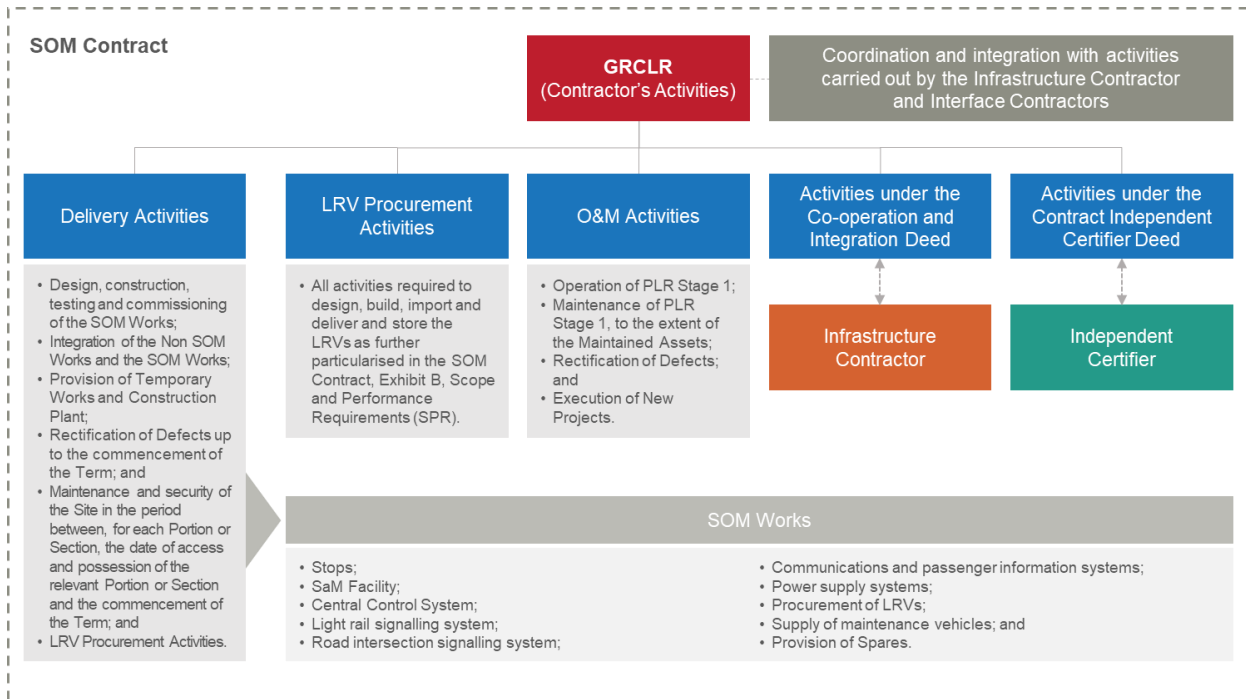 SOM Contract
GRCLR
(Contractor's Activities)
Coordination and integration with activities
carried out by the Infrastructure Contractor
and Interface Contractors
Delivery Activities
• Design, construction,
testing and commissioning
of the SOM Works;
• Integration of the Non SOM
Works and the SOM Works;
• Provision of Temporary
Works and Construction
Plant;
• Rectification of Defects up
to the commencement of
the Term; and
• Maintenance and security of
the Site in the period
between, for each Portion or
Section, the date of access
and possession of the
relevant Portion or Section
and the commencement of
the Term; and
• LRV Procurement Activities.
LRV Procurement
Activities
• All activities required to
design, build, import and
deliver and store the
LRVs as further
particularised in the SOM
Contract, Exhibit B, Scope
and Performance
Requirements (SPR).
O&M Activities
• Operation of PLR Stage 1;
• Maintenance of PLR
Stage 1, to the extent of
the Maintained Assets;
• Rectification of Defects;
and
• Execution of New
Projects.
Activities under the
Co-operation and
Integration Deed
Infrastructure
Contractor
Activities under the
Contract Independent
Certifier Deed
Independent
Certifier
SOM Works
• Stops;
• SaM Facility;
• Central Control System;
• Light rail signalling system;
• Road intersection signalling system;
• Communications and passenger information systems;
• Power supply systems;
• Procurement of LRVs;
• Supply of maintenance vehicles; and
• Provision of Spares.